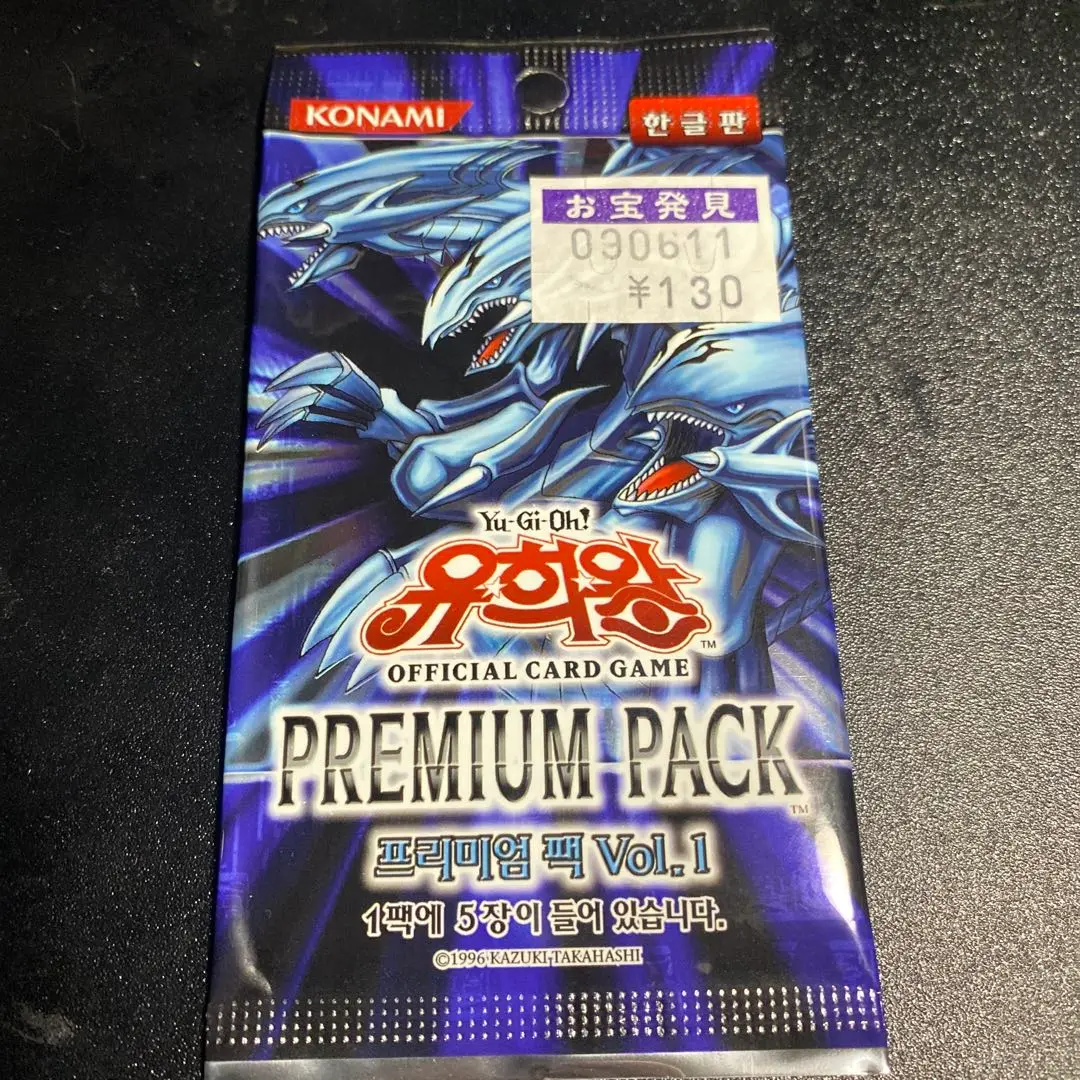 KONAMI
한글판
お宝発見
090611
¥130
Yu-Gi-Oh!
유희왕
TM
OFFICIAL CARD GAME
PREMIUM PACK
TM
프리미엄 팩 Vol.1
1팩에 5장이 들어 있습니다.
©1996 KAZUKI TAKAHASHI